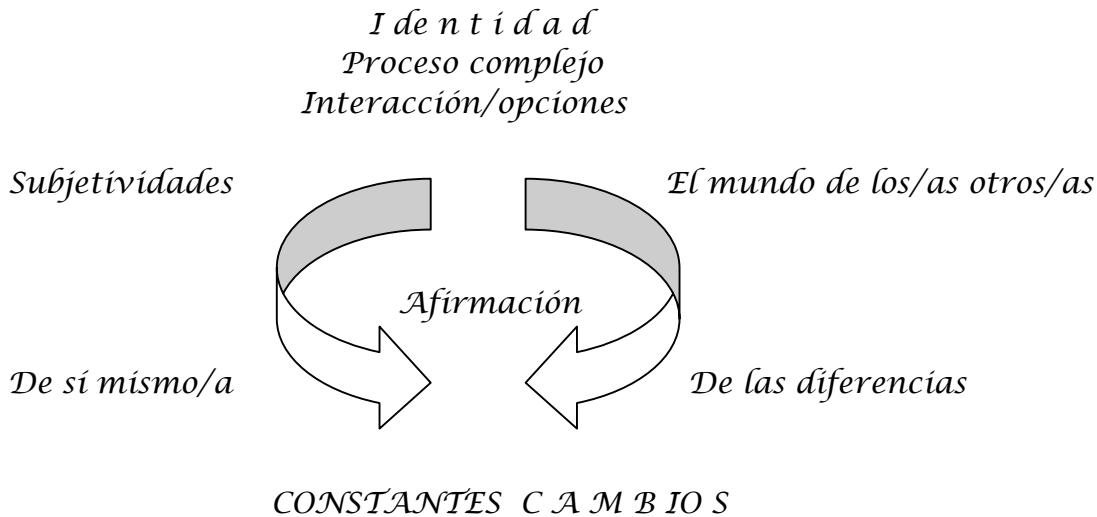 I de n t i d a d
Proceso complejo
Interacción/opciones
Subjetividades
El mundo de los/as otros/as
Afirmación
De sí mismo/a
De las diferencias
CONSTANTES C A M B IO S